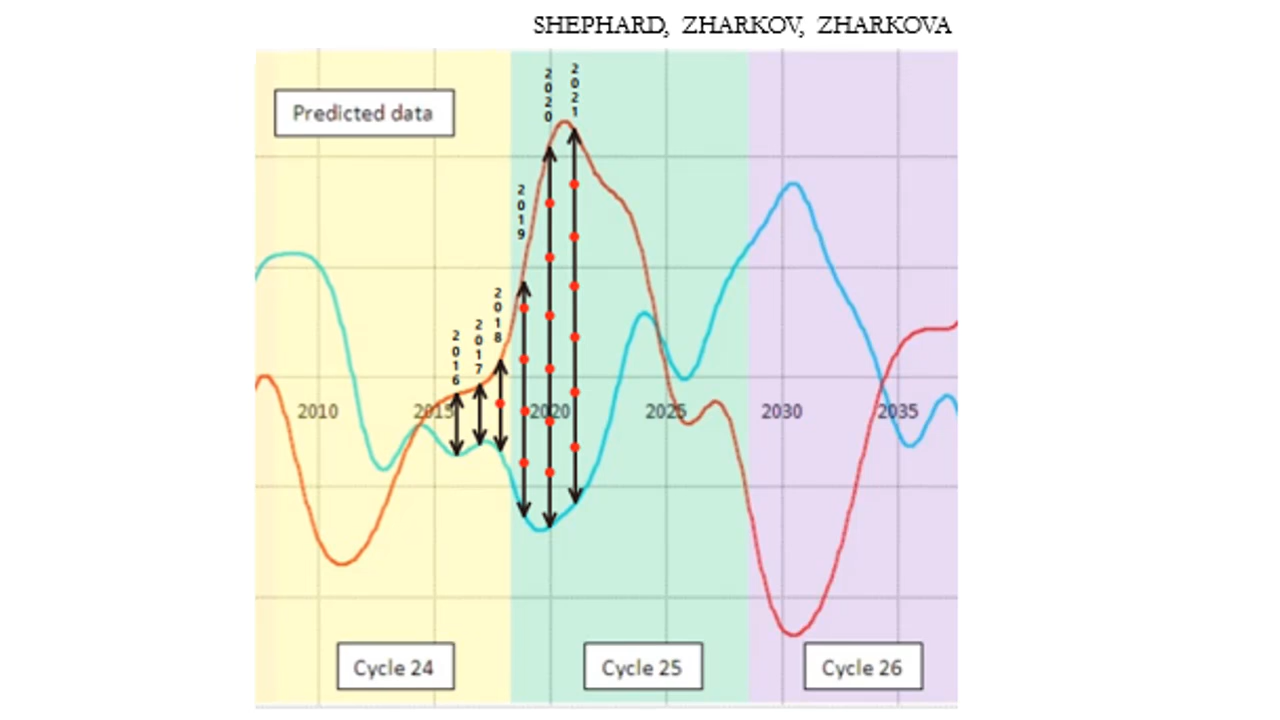 SHEPHARD, ZHARKOV, ZHARKOVA
Predicted data
2016
2017
2018
2019
2020
2021
2010
2015
2020
2025
2030
2035
Cycle 24
Cycle 25
Cycle 26